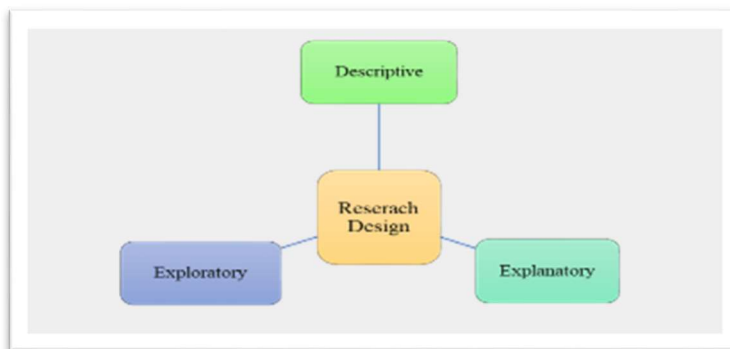 Descriptive
Reserach
Design
Exploratory
Explanatory